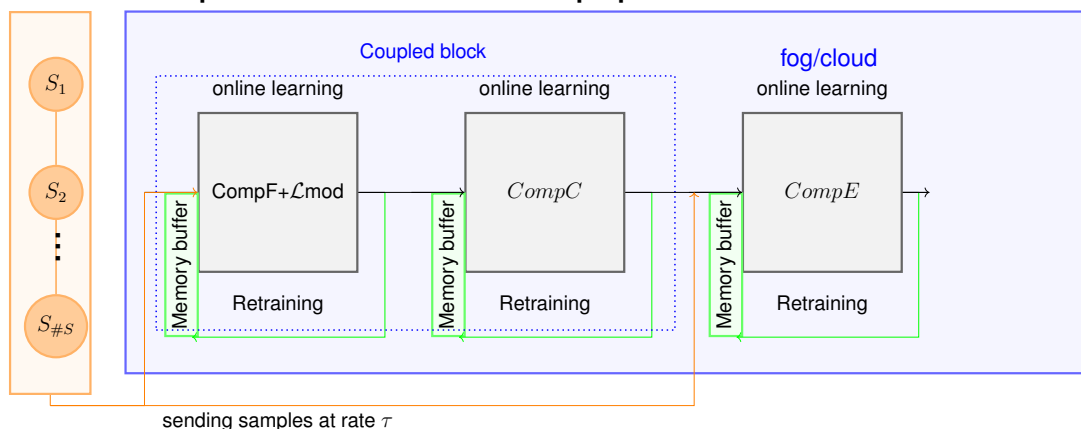 Coupled block
fog/cloud
online learning
online learning
online learning
S₁
S₂
S#S
CompF+ℒmod
CompC
CompE
Memory buffer
Memory buffer
Memory buffer
Retraining
Retraining
Retraining
sending samples at rate τ